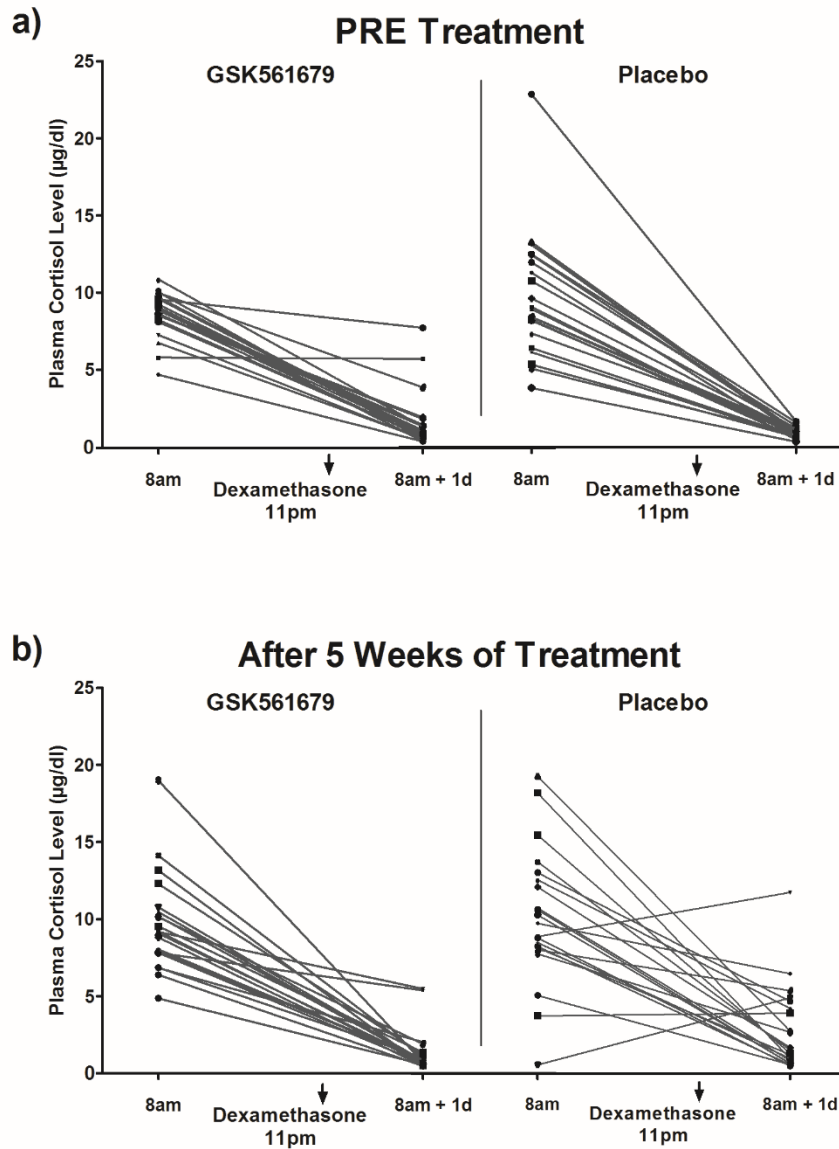 a)
PRE Treatment
GSK561679
Placebo
Plasma Cortisol Level (µg/dl)
25
20
15
10
5
0
8am
Dexamethasone
11pm
8am + 1d
8am
Dexamethasone
11pm
8am + 1d
b)
After 5 Weeks of Treatment
GSK561679
Placebo
Plasma Cortisol Level (µg/dl)
25
20
15
10
5
0
8am
Dexamethasone
11pm
8am + 1d
8am
Dexamethasone
11pm
8am + 1d